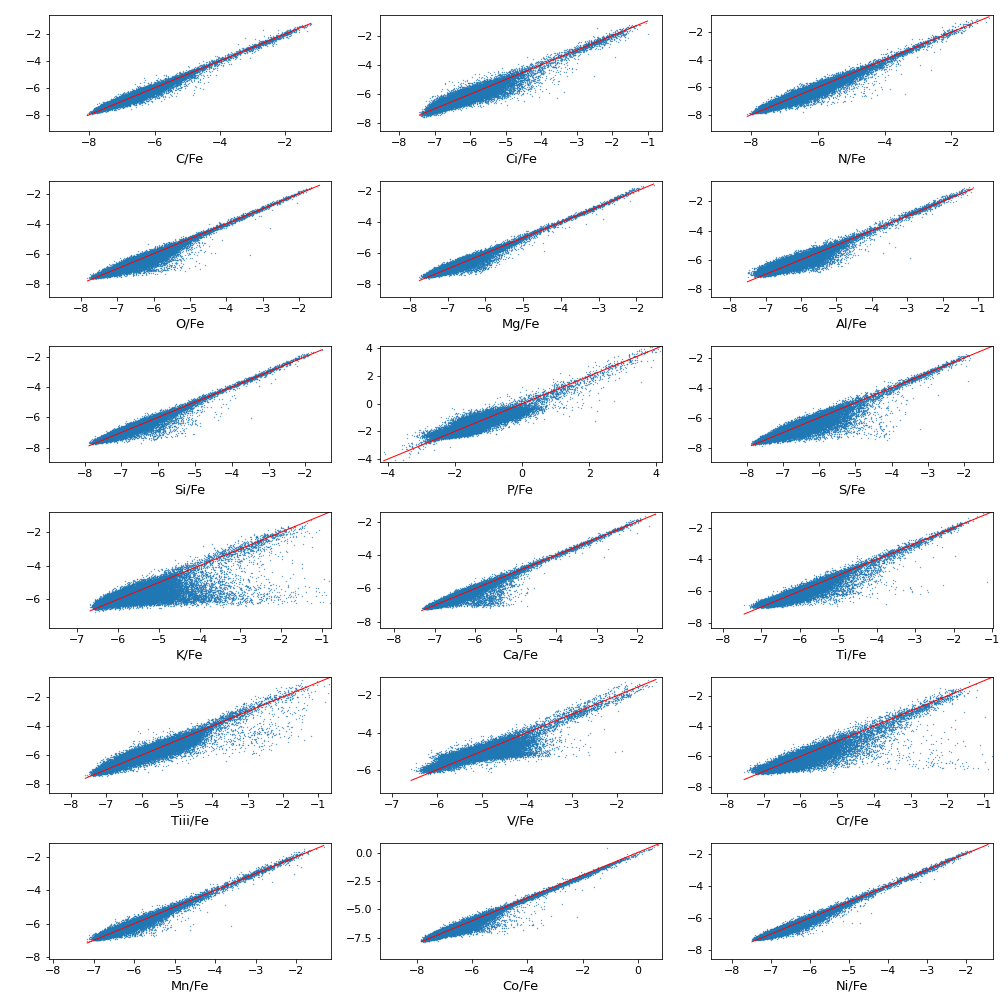 −2
−4
−6
−8
−8 −6 −4 −2
C/Fe
−2
−4
−6
−8
−8 −7 −6 −5 −4 −3 −2 −1
Ci/Fe
−2
−4
−6
−8
−8 −6 −4 −2
N/Fe
−2
−4
−6
−8
−8 −7 −6 −5 −4 −3 −2
O/Fe
−2
−4
−6
−8
−8 −7 −6 −5 −4 −3 −2
Mg/Fe
−2
−4
−6
−8
−8 −7 −6 −5 −4 −3 −2 −1
Al/Fe
−2
−4
−6
−8
−8 −7 −6 −5 −4 −3 −2
Si/Fe
4
2
0
−2
−4
−4 −2 0 2 4
P/Fe
−2
−4
−6
−8
−8 −7 −6 −5 −4 −3 −2
S/Fe
−2
−4
−6
−7 −6 −5 −4 −3 −2 −1
K/Fe
−2
−4
−6
−8
−8 −7 −6 −5 −4 −3 −2
Ca/Fe
−2
−4
−6
−8
−8 −7 −6 −5 −4 −3 −2 −1
Ti/Fe
−2
−4
−6
−8
−8 −7 −6 −5 −4 −3 −2 −1
Tiii/Fe
−2
−4
−6
−7 −6 −5 −4 −3 −2
V/Fe
−2
−4
−6
−8
−8 −7 −6 −5 −4 −3 −2 −1
Cr/Fe
−2
−4
−6
−8
−8 −7 −6 −5 −4 −3 −2
Mn/Fe
0.0
−2.5
−5.0
−7.5
−8 −6 −4 −2 0
Co/Fe
−2
−4
−6
−8
−8 −7 −6 −5 −4 −3 −2
Ni/Fe